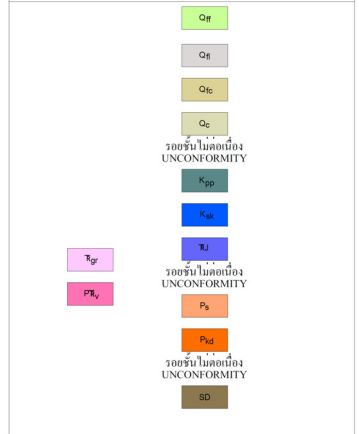 Qff
Qfl
Qfc
Qc
รอยชั้นไม่ต่อเนื่อง
UNCONFORMITY
Kpp
Ksk
TRJ
รอยชั้นไม่ต่อเนื่อง
UNCONFORMITY
TRgr
PTRv
Ps
Pkd
รอยชั้นไม่ต่อเนื่อง
UNCONFORMITY
SD